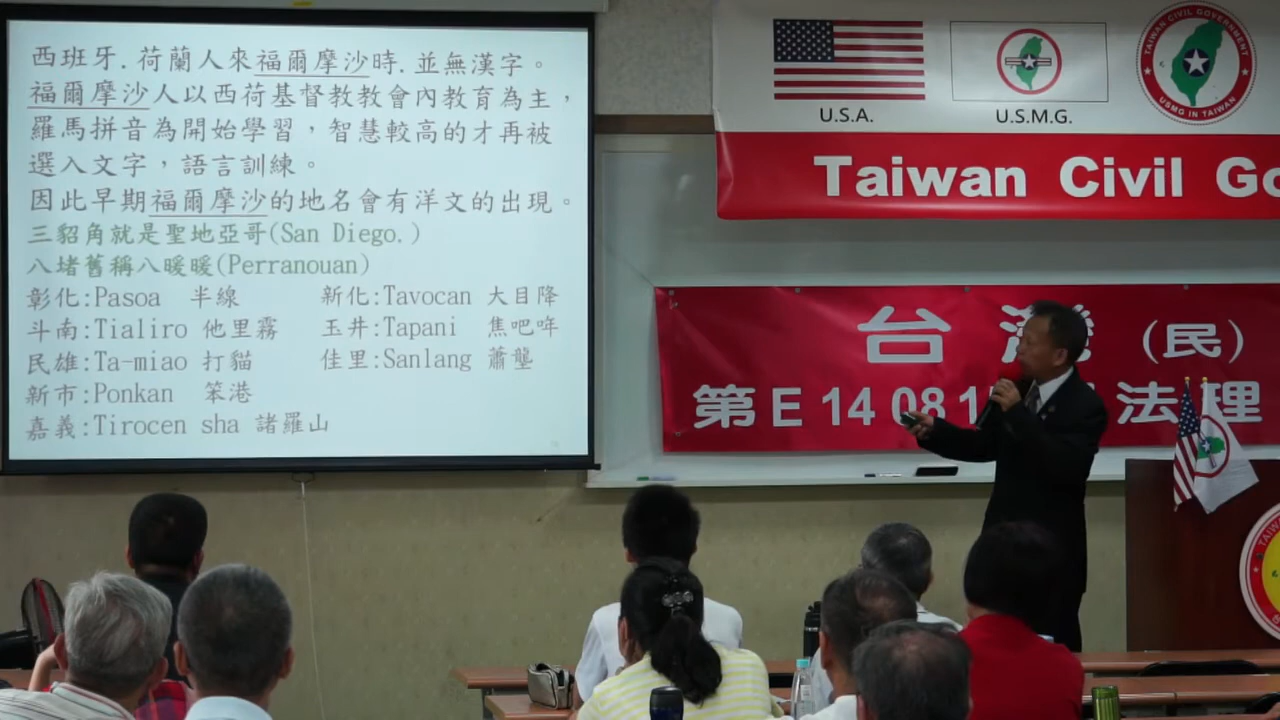 西班牙.荷蘭人來福爾摩沙時.並無漢字。
福爾摩沙人以西荷基督教教會內教育為主，
羅馬拼音為開始學習，智慧較高的才再被
選入文字，語言訓練。
因此早期福爾摩沙的地名會有洋文的出現。
三貂角就是聖地亞哥(San Diego.)
八堵舊稱八暖暖(Perranouan)
彰化:Pasoa 半線 新化:Tavocan 大目降
斗南:Tialiro 他里霧 玉井:Tapani 焦吧哖
民雄:Ta-miao 打貓 佳里:Sanlang 蕭壟
新市:Ponkan 笨港
嘉義:Tirocen sha 諸羅山
U.S.A.
U.S.M.G.
TAIWAN CIVIL GOVERNMENT
USMG IN TAIWAN
Taiwan Civil Go
台灣(民)
第E 14 08 1 法理